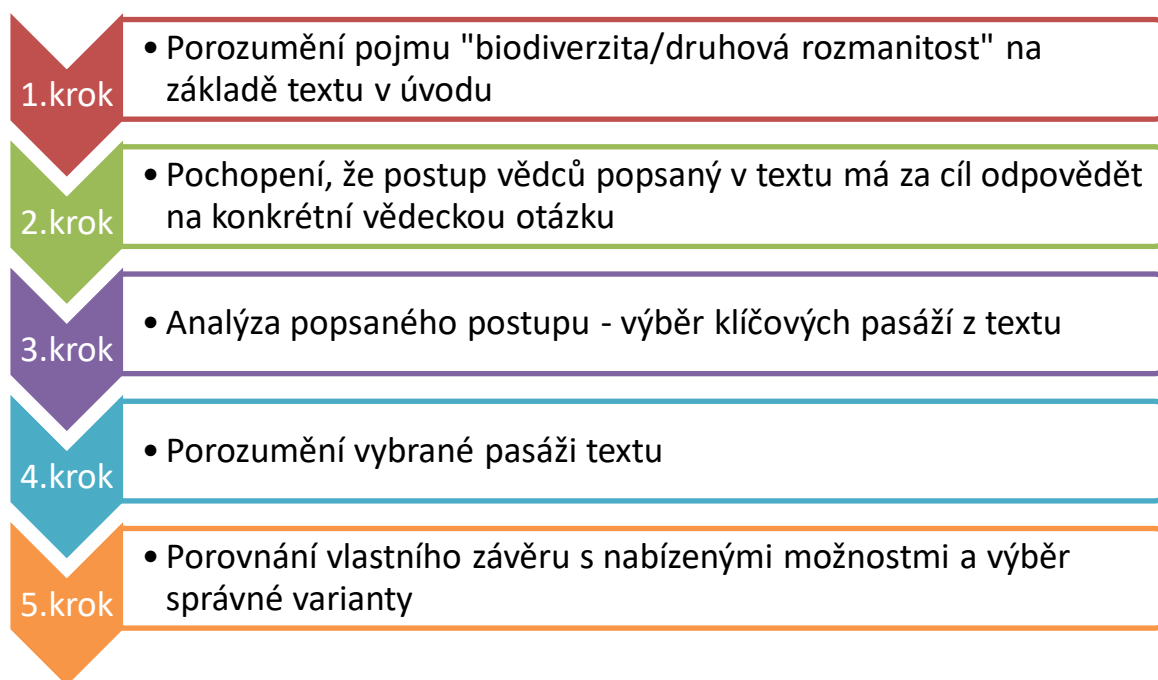 1.krok
• Porozumění pojmu "biodiverzita/druhová rozmanitost" na
základě textu v úvodu
2.krok
• Pochopení, že postup vědců popsaný v textu má za cíl odpovědět
na konkrétní vědeckou otázku
3.krok
• Analýza popsaného postupu - výběr klíčových pasáží z textu
4.krok
• Porozumění vybrané pasáži textu
5.krok
• Porovnání vlastního závěru s nabízenými možnostmi a výběr
správné varianty